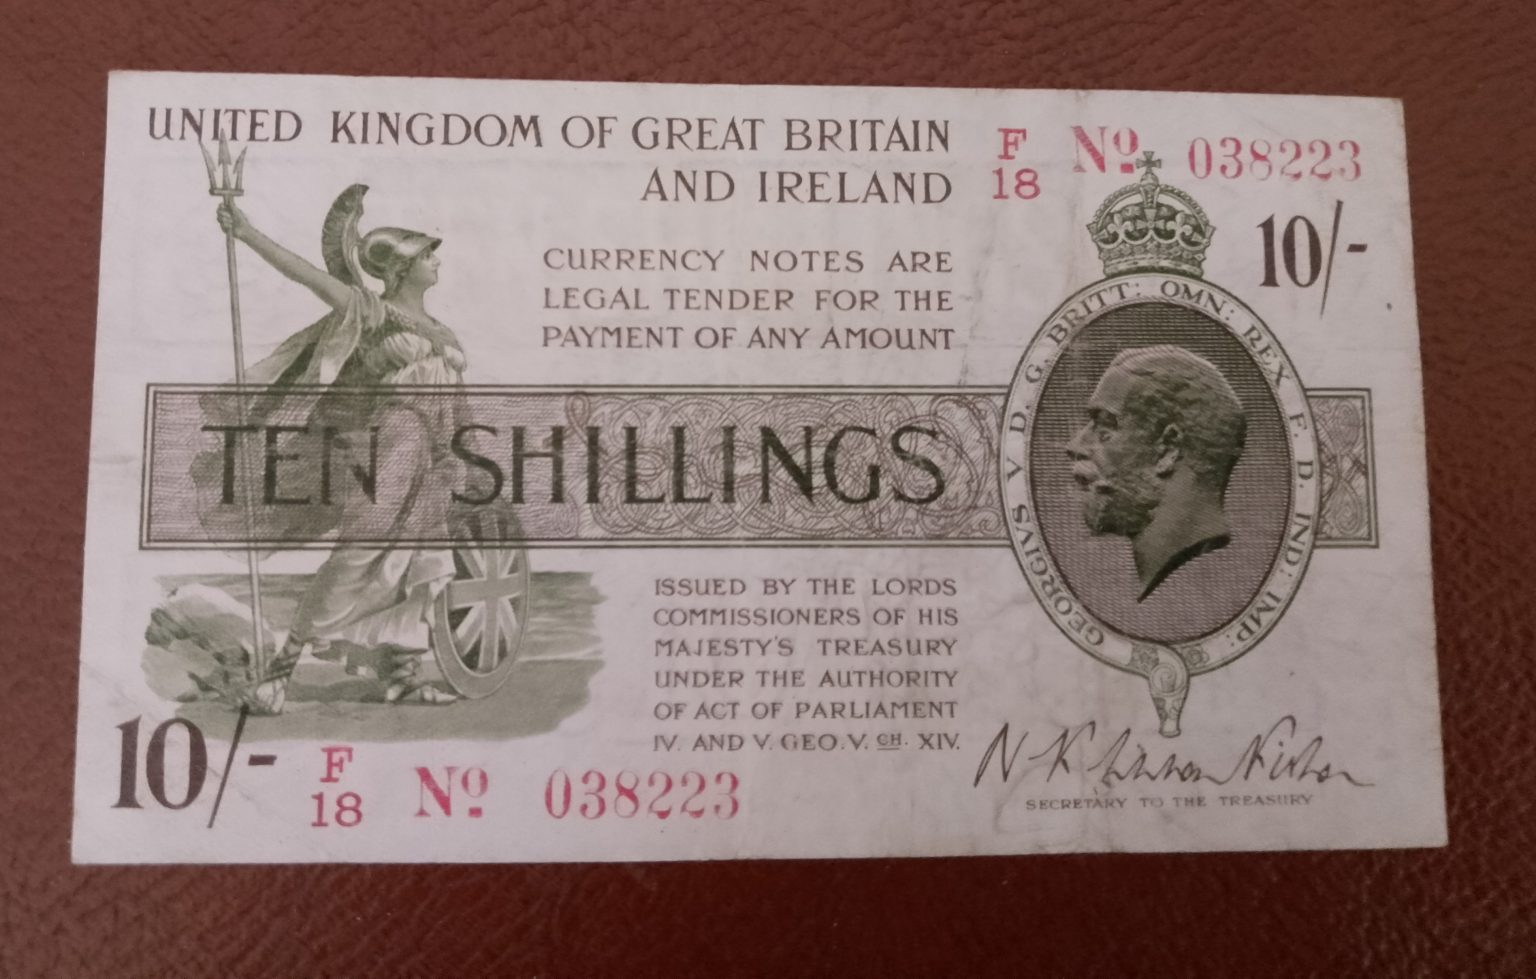 UNITED KINGDOM OF GREAT BRITAIN
AND IRELAND
F
18
Nº 038223
10/-
CURRENCY NOTES ARE
LEGAL TENDER FOR THE
PAYMENT OF ANY AMOUNT
TEN SHILLINGS
GEORGIVS V D. G. BRITT: OMN: REX F. D. IND: IMP:
ISSUED BY THE LORDS
COMMISSIONERS OF HIS
MAJESTY'S TREASURY
UNDER THE AUTHORITY
OF ACT OF PARLIAMENT
IV. AND V. GEO. V. CH. XIV.
SECRETARY TO THE TREASURY
10/-
F
18
Nº 038223